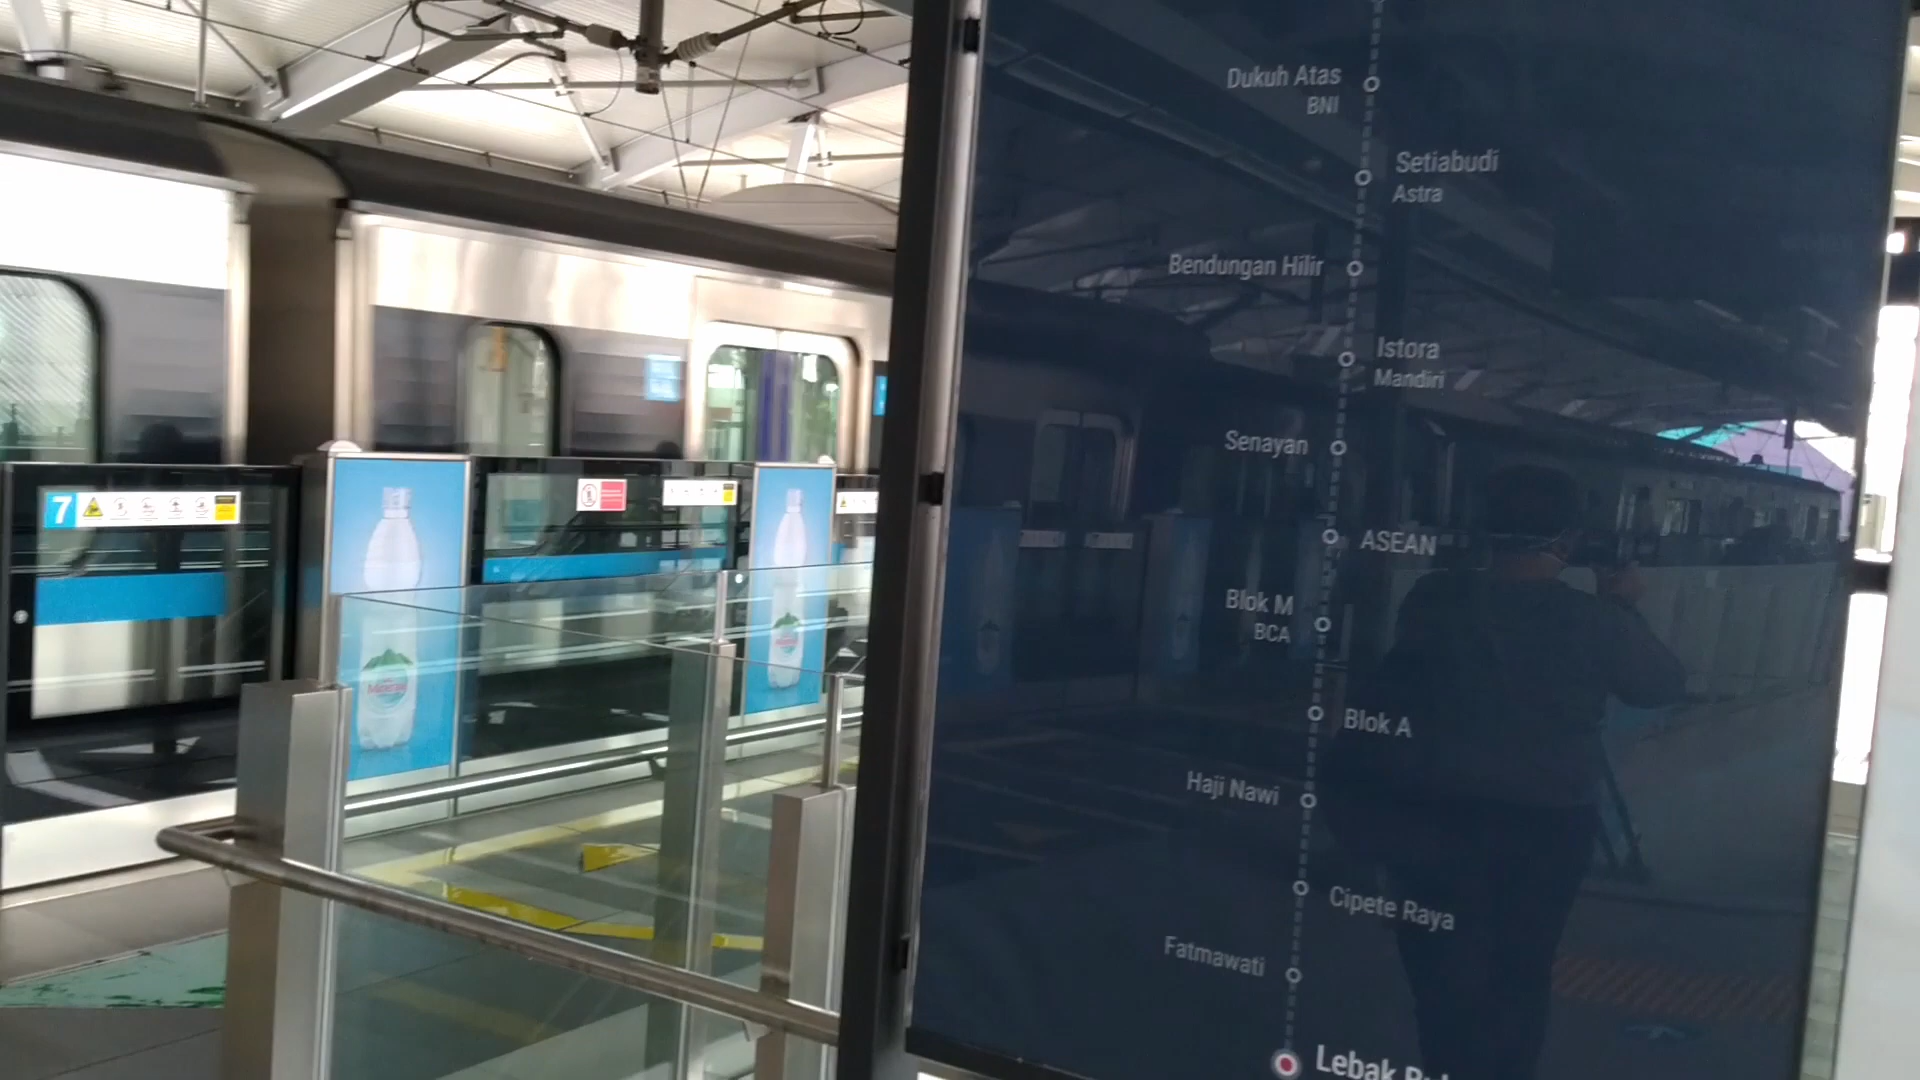 7
Dukuh Atas
BNI
Setiabudi
Astra
Bendungan Hilir
Istora
Mandiri
Senayan
ASEAN
Blok M
BCA
Blok A
Haji Nawi
Cipete Raya
Fatmawati
Lebak